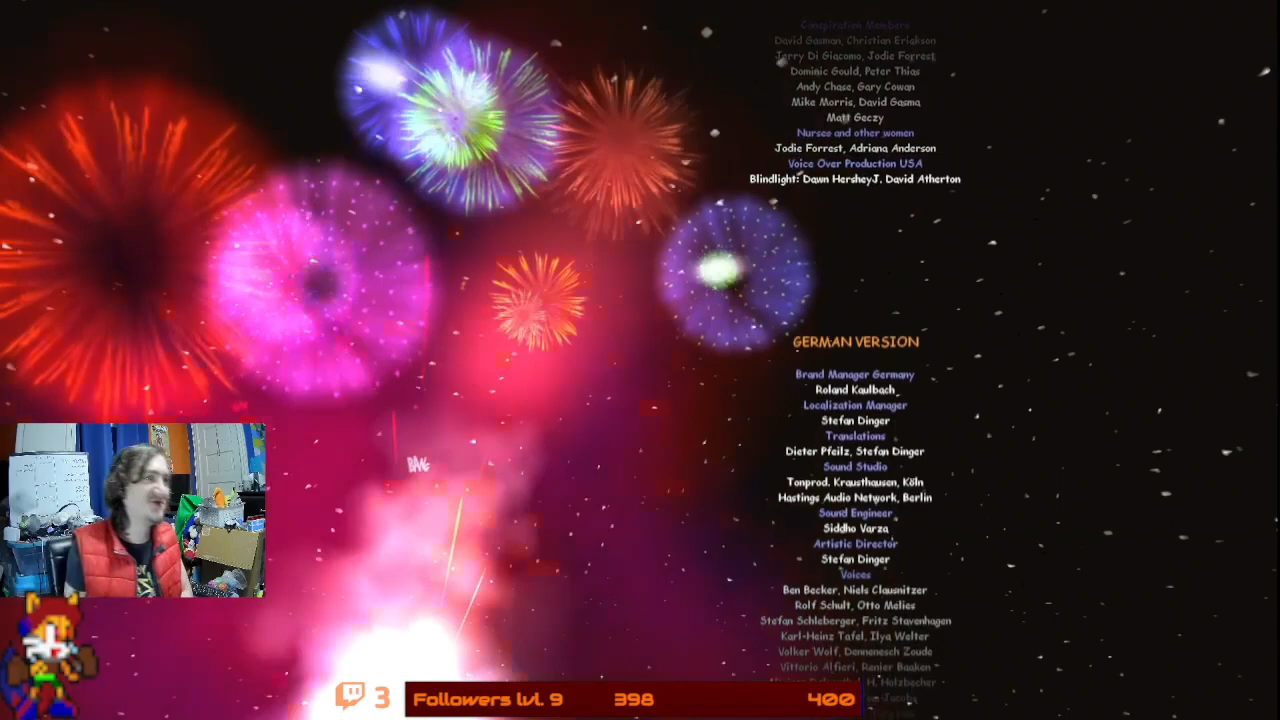 Conspiration Members
David Gasman, Christian Erickson
Jerry Di Giacomo, Jodie Forrest,
Dominic Gould, Peter Thias
Andy Chase, Gary Cowan
Mike Morris, David Gasma
Matt Geczy
Nurses and other women
Jodie Forrest, Adriana Anderson
Voice Over Production USA
Blindlight: Dawn HersheyJ. David Atherton
GERMAN VERSION
Brand Manager Germany
Roland Kaulbach
Localization Manager
Stefan Dinger
Translations
Dieter Pfeilz, Stefan Dinger
Sound Studio
Tonprod. Krausthausen, Köln
Hastings Audio Network, Berlin
Sound Engineer
Siddho Varza
Artistic Director
Stefan Dinger
Voices
Ben Becker, Niels Clausnitzer
Rolf Schult, Otto Melies
Stefan Schleberger, Fritz Stavenhagen
Karl-Heinz Tafel, Ilya Welter
Volker Wolf, Dennenesch Zoude
Vittorio Alfieri, Renier Baaken
H. Holzbecher
Jacobs
BANG
3
Followers lvl. 9 398 400